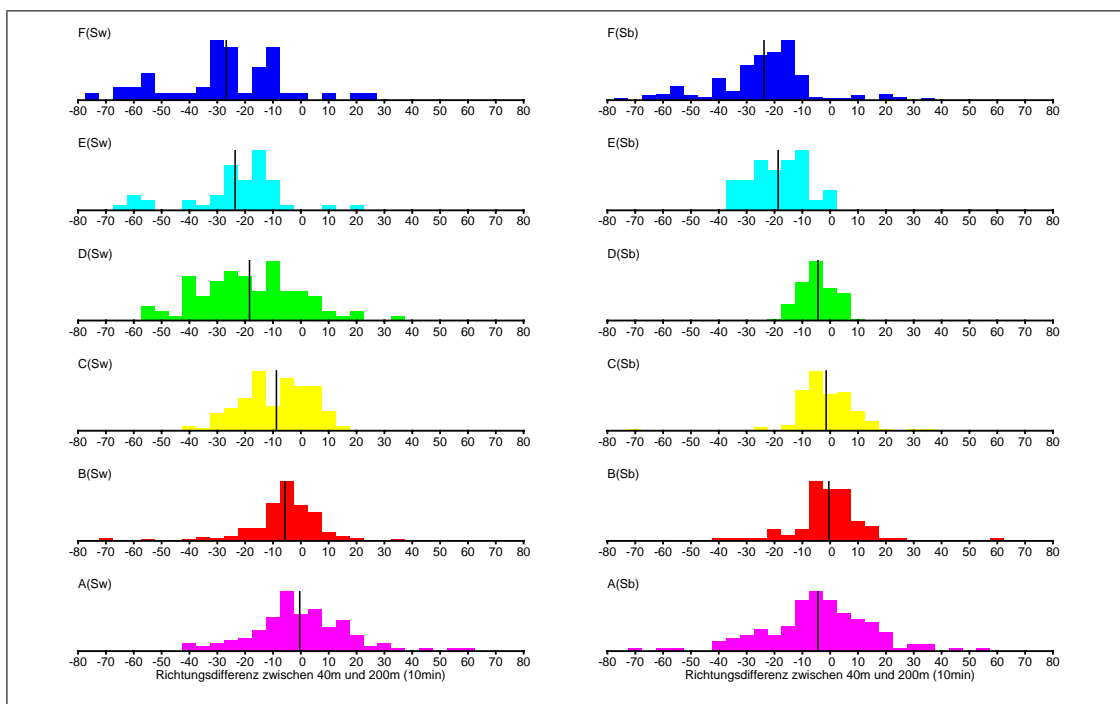 F(Sw)
-80 -70 -60 -50 -40 -30 -20 -10 0 10 20 30 40 50 60 70 80
E(Sw)
-80 -70 -60 -50 -40 -30 -20 -10 0 10 20 30 40 50 60 70 80
D(Sw)
-80 -70 -60 -50 -40 -30 -20 -10 0 10 20 30 40 50 60 70 80
C(Sw)
-80 -70 -60 -50 -40 -30 -20 -10 0 10 20 30 40 50 60 70 80
B(Sw)
-80 -70 -60 -50 -40 -30 -20 -10 0 10 20 30 40 50 60 70 80
A(Sw)
-80 -70 -60 -50 -40 -30 -20 -10 0 10 20 30 40 50 60 70 80
Richtungsdifferenz zwischen 40m und 200m (10min)
F(Sb)
-80 -70 -60 -50 -40 -30 -20 -10 0 10 20 30 40 50 60 70 80
E(Sb)
-80 -70 -60 -50 -40 -30 -20 -10 0 10 20 30 40 50 60 70 80
D(Sb)
-80 -70 -60 -50 -40 -30 -20 -10 0 10 20 30 40 50 60 70 80
C(Sb)
-80 -70 -60 -50 -40 -30 -20 -10 0 10 20 30 40 50 60 70 80
B(Sb)
-80 -70 -60 -50 -40 -30 -20 -10 0 10 20 30 40 50 60 70 80
A(Sb)
-80 -70 -60 -50 -40 -30 -20 -10 0 10 20 30 40 50 60 70 80
Richtungsdifferenz zwischen 40m und 200m (10min)